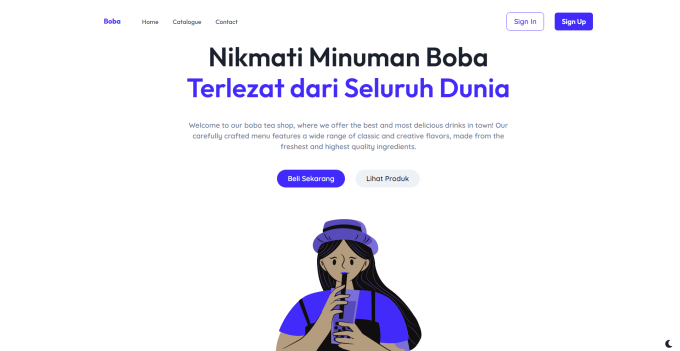 Boba
Home
Catalogue
Contact
Sign In
Sign Up
Nikmati Minuman Boba
Terlezat dari Seluruh Dunia
Welcome to our boba tea shop, where we offer the best and most delicious drinks in town! Our
carefully crafted menu features a wide range of classic and creative flavors, made from the
freshest and highest quality ingredients.
Beli Sekarang
Lihat Produk